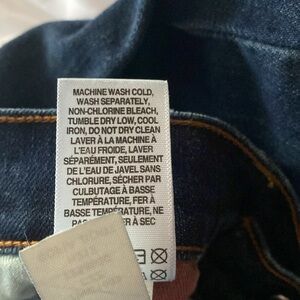 MACHINE WASH COLD,
WASH SEPARATELY,
NON-CHLORINE BLEACH,
TUMBLE DRY LOW, COOL
IRON, DO NOT DRY CLEAN
LAVER À LA MACHINE À
L'EAU FROIDE, LAVER
SÉPARÉMENT, SEULEMENT
DE L'EAU DE JAVEL SANS
CHLORURE, SÉCHER PAR
CULBUTAGE À BASSE
TEMPÉRATURE, FER À
BASSE TEMPÉRATURE, NE
PAS À SEC